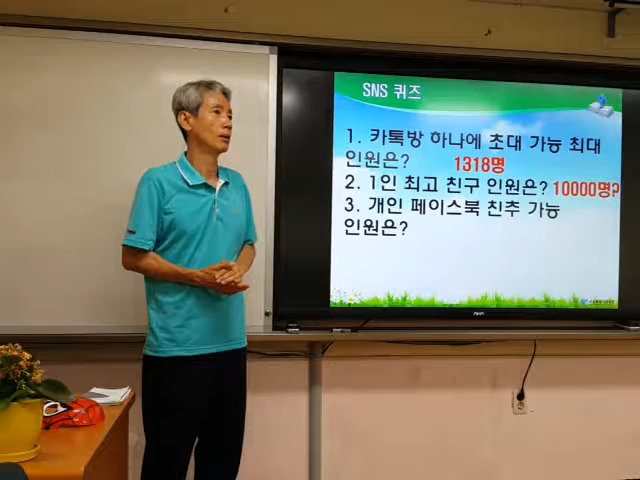 SNS 퀴즈
1. 카톡방 하나에 초대 가능 최대
인원은? 1318명
2. 1인 최고 친구 인원은? 10000명?
3. 개인 페이스북 친추 가능
인원은?